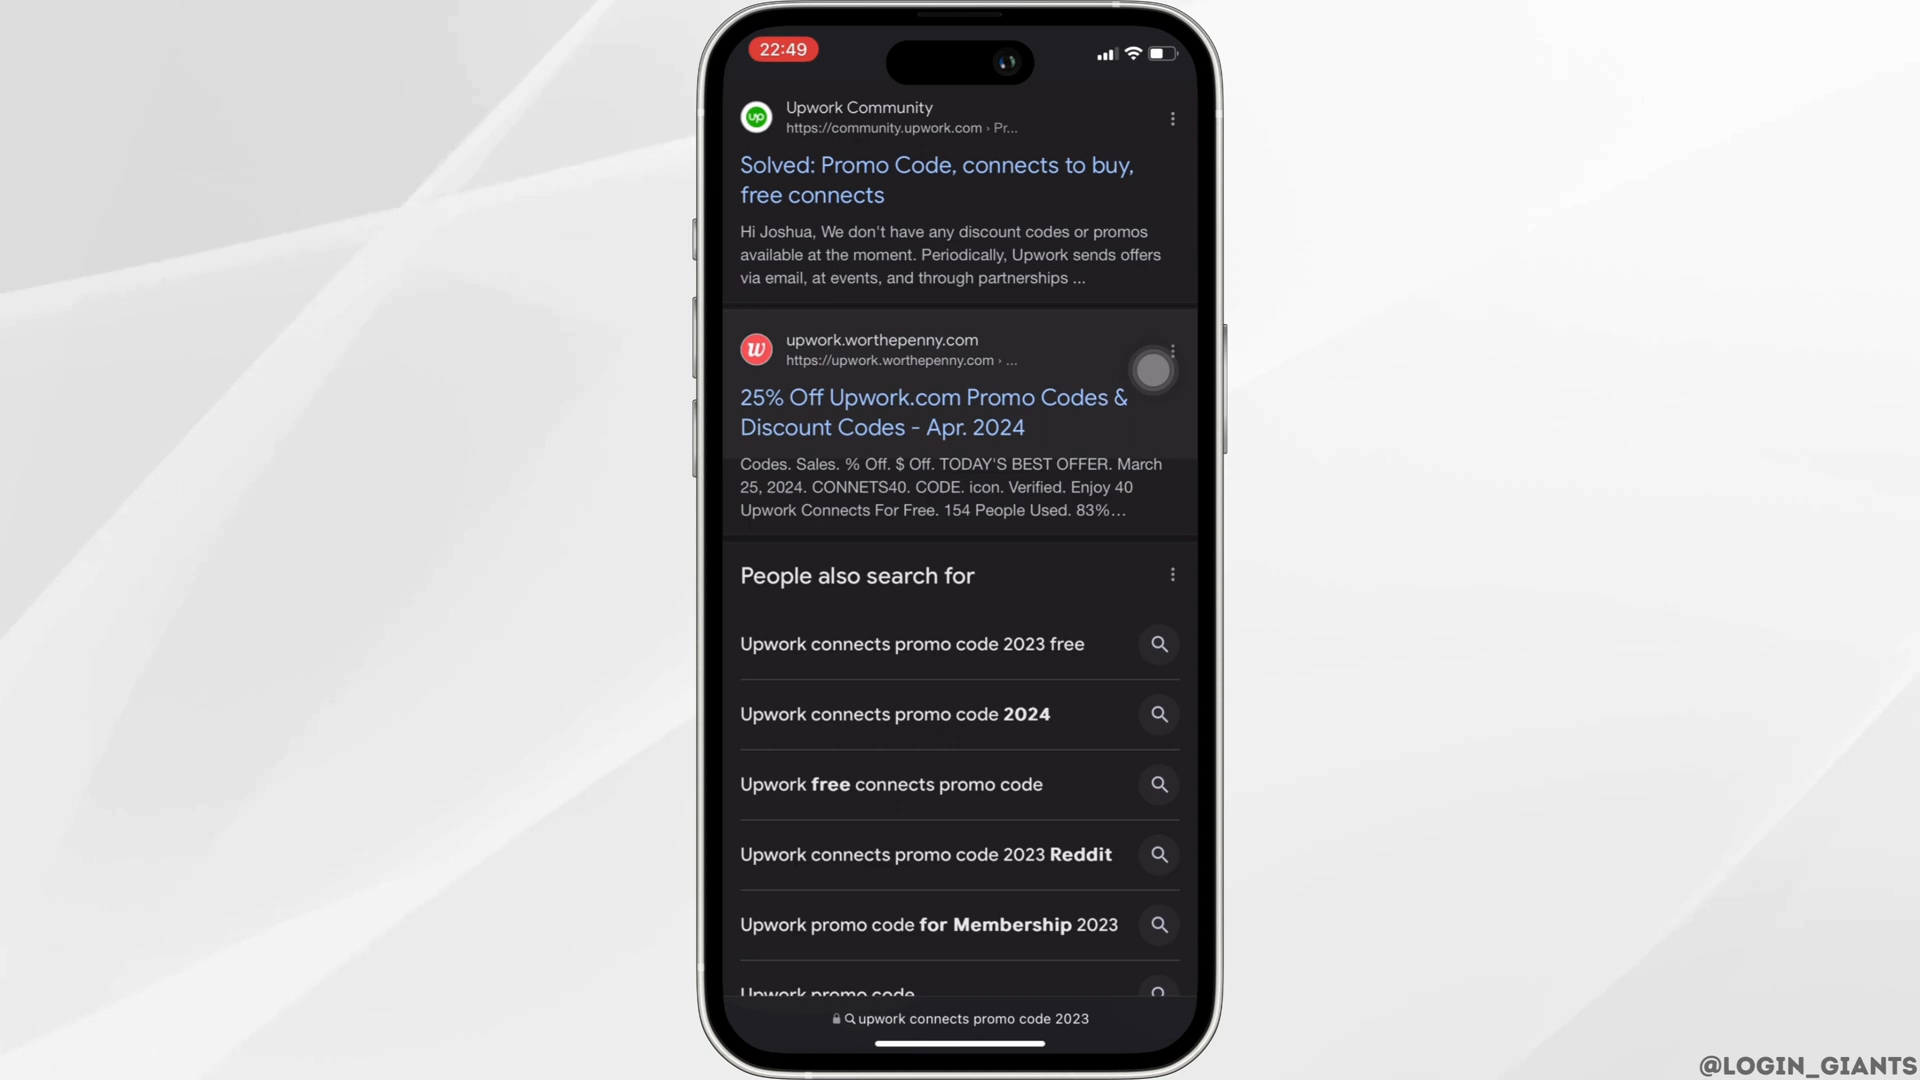 22:49
up
Upwork Community
https://community.upwork.com › Pr...
Solved: Promo Code, connects to buy,
free connects
Hi Joshua, We don't have any discount codes or promos
available at the moment. Periodically, Upwork sends offers
via email, at events, and through partnerships ...
w
upwork.worthepenny.com
https://upwork.worthepenny.com › ...
25% Off Upwork.com Promo Codes &
Discount Codes - Apr. 2024
Codes. Sales. % Off. $ Off. TODAY'S BEST OFFER. March
25, 2024. CONNETS40. CODE. icon. Verified. Enjoy 40
Upwork Connects For Free. 154 People Used. 83%...
People also search for
Upwork connects promo code 2023 free
Upwork connects promo code 2024
Upwork free connects promo code
Upwork connects promo code 2023 Reddit
Upwork promo code for Membership 2023
Upwork promo code
upwork connects promo code 2023
@LOGIN_GIANTS